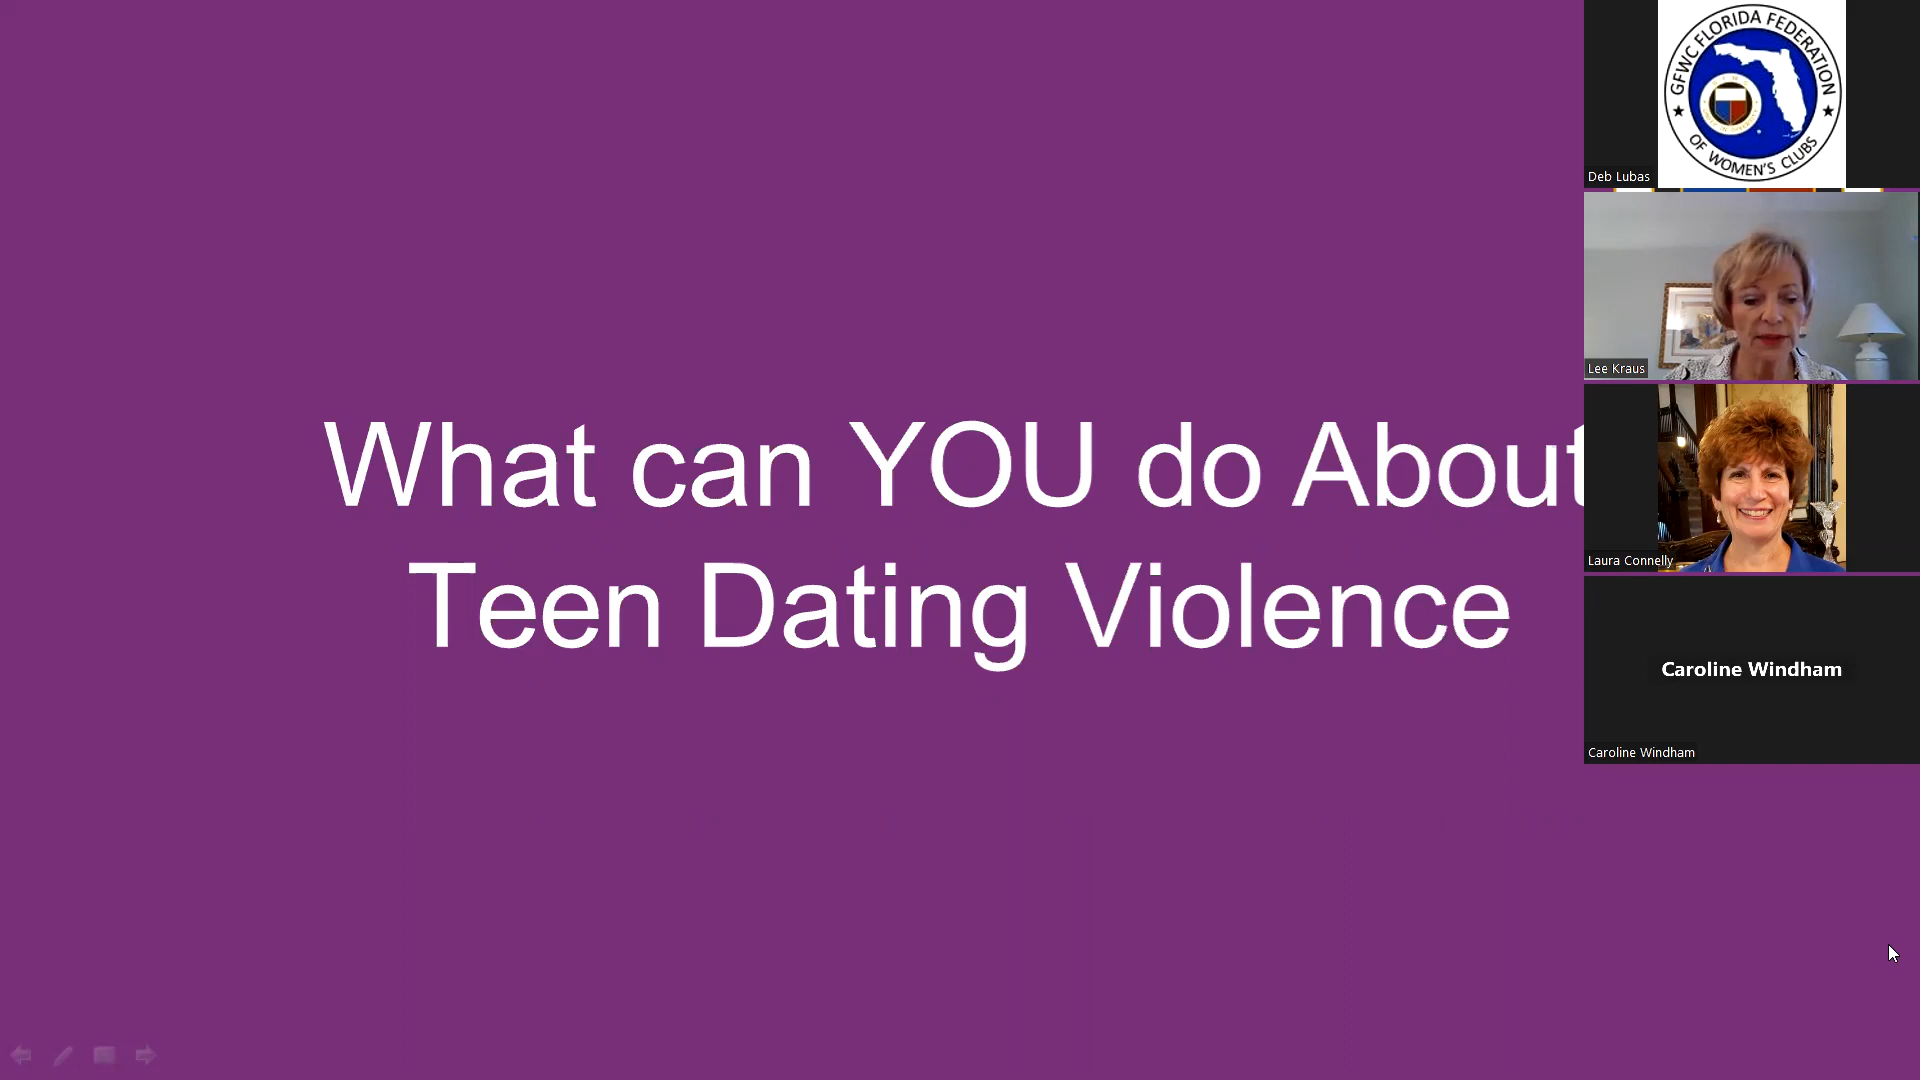 What can YOU do About
Teen Dating Violence
GFWC FLORIDA FEDERATION
OF WOMEN'S CLUBS
Deb Lubas
Lee Kraus
Laura Connelly
Caroline Windham
Caroline Windham